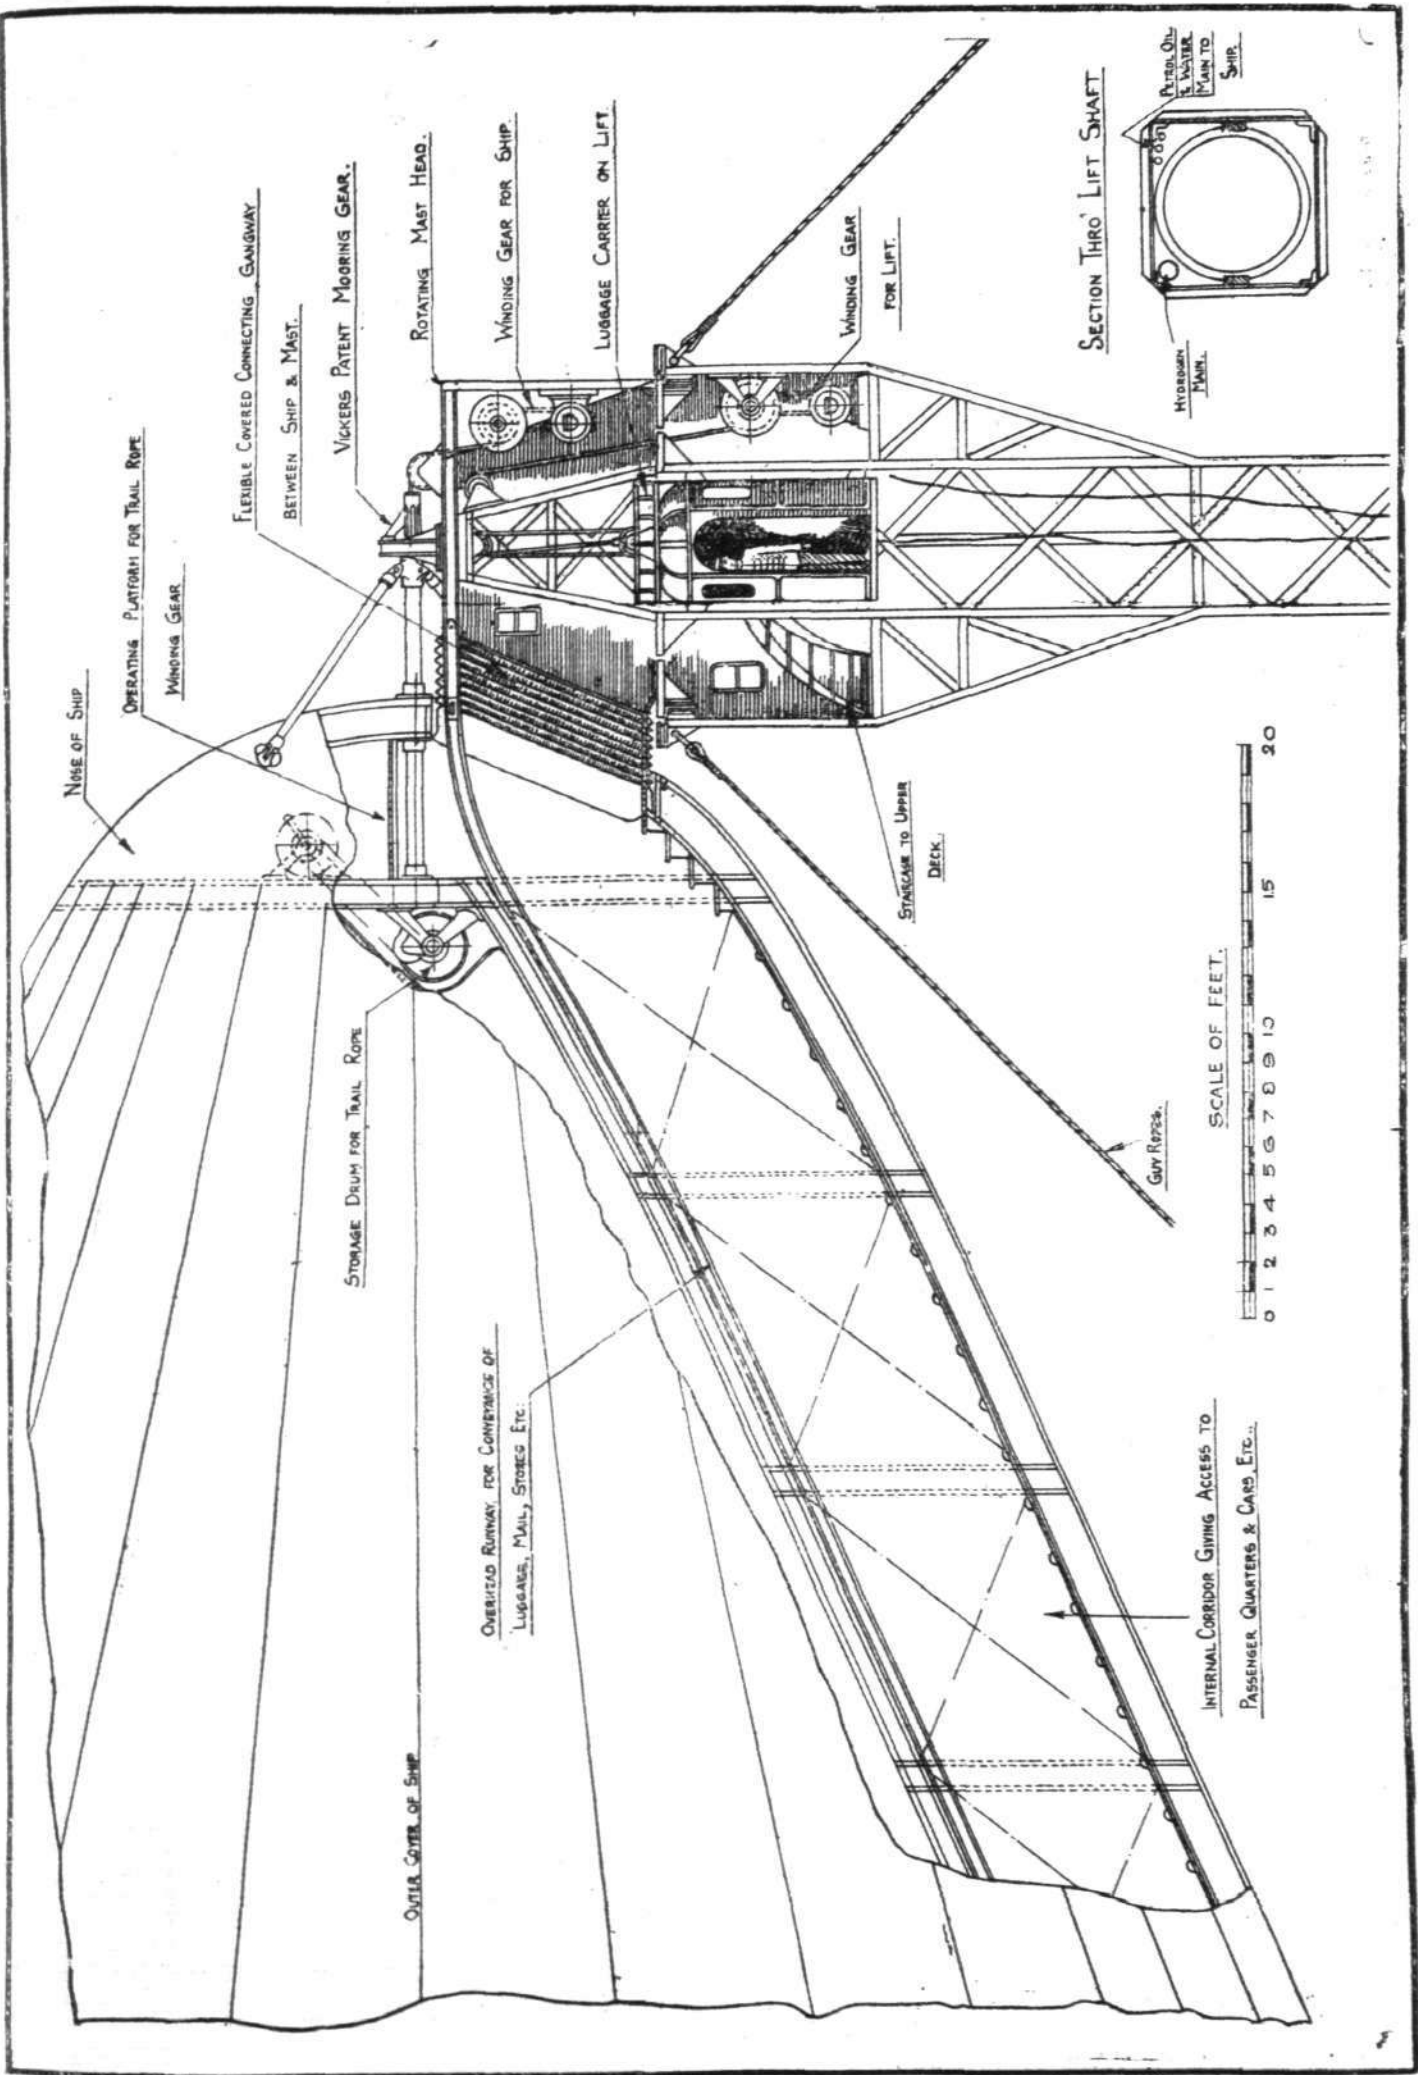 NOSE OF SHIP
OPERATING PLATFORM FOR TRAIL ROPE
WINDING GEAR
FLEXIBLE COVERED CONNECTING GANGWAY
BETWEEN SHIP & MAST.
VICKERS PATENT MOORING GEAR.
ROTATING MAST HEAD.
WINDING GEAR FOR SHIP.
LUGGAGE CARRIER ON LIFT.
WINDING GEAR
FOR LIFT.
SECTION THRO' LIFT SHAFT
PETROL OIL
& WATER
MAIN TO
SHIP.
HYDROGEN
MAIN.
STORAGE DRUM FOR TRAIL ROPE
OUTER COVER OF SHIP
OVERHEAD RUNWAY, FOR CONVEYANCE OF
LUGGAGE, MAIL, STORES ETC.
STAIRCASE TO UPPER
DECK.
GUY ROPES.
INTERNAL CORRIDOR GIVING ACCESS TO
PASSENGER QUARTERS & CARS, ETC.,
SCALE OF FEET.
0 1 2 3 4 5 6 7 8 9 10 15 20